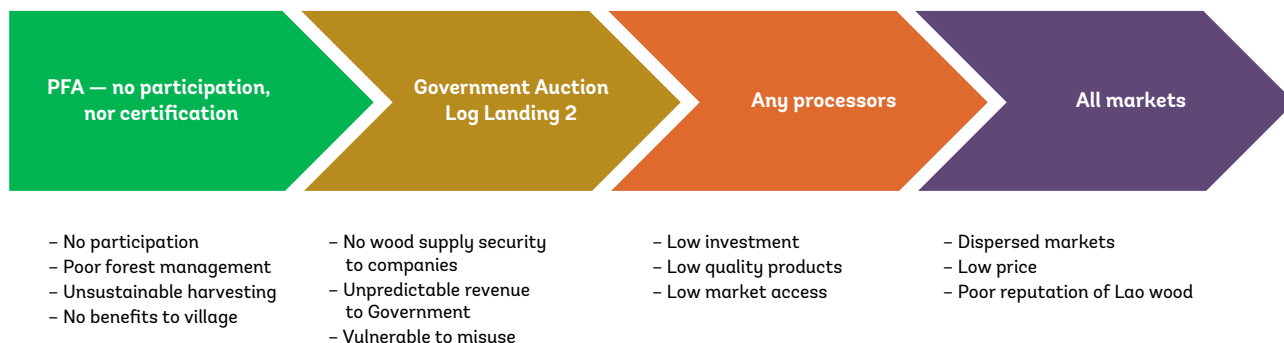 PFA — no participation,
nor certification
Government Auction
Log Landing 2
Any processors
All markets
– No participation
– Poor forest management
– Unsustainable harvesting
– No benefits to village
– No wood supply security
to companies
– Unpredictable revenue
to Government
– Vulnerable to misuse
– Low investment
– Low quality products
– Low market access
– Dispersed markets
– Low price
– Poor reputation of Lao wood